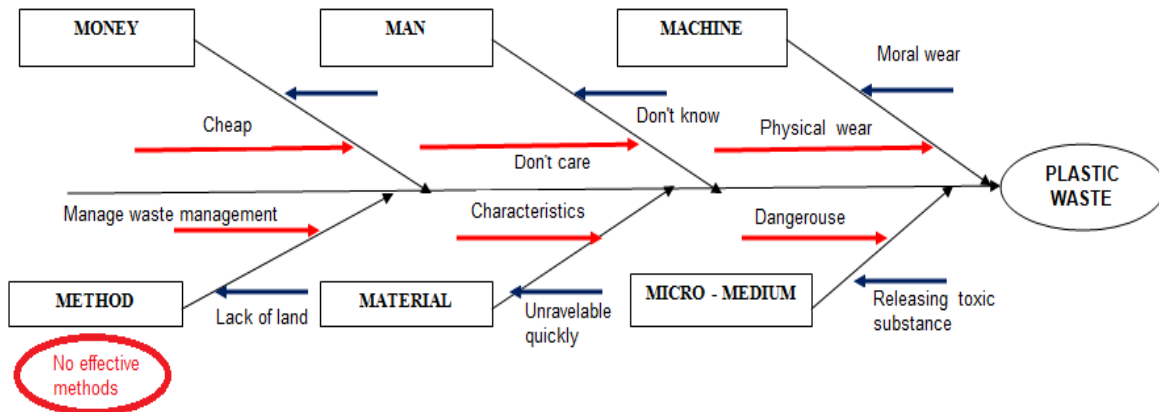 MONEY
MAN
MACHINE
Moral wear
Cheap
Don't know
Physical wear
Don't care
PLASTIC
WASTE
Manage waste management
Characteristics
Dangerouse
METHOD
Lack of land
MATERIAL
Unravelable
quickly
MICRO - MEDIUM
Releasing toxic
substance
No effective
methods